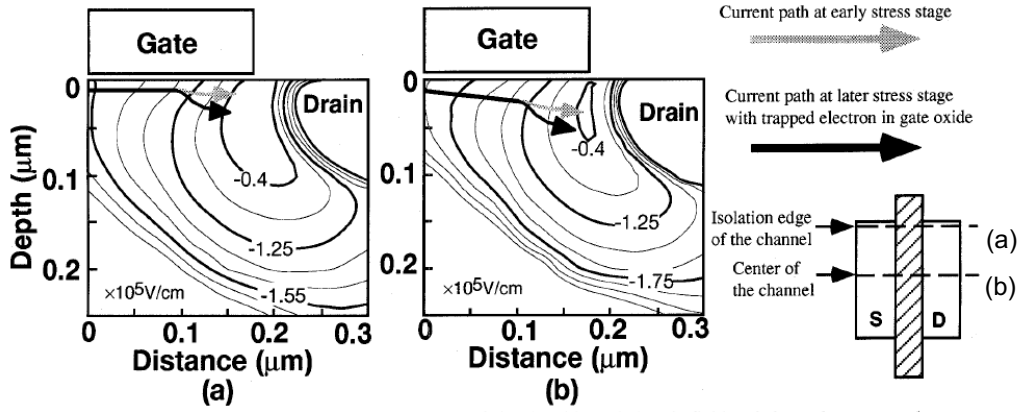 Gate
0
0.1
0.2
Depth (μm)
Drain
-0.4
-1.25
-1.55
×10⁵V/cm
0
0.1
0.2
0.3
Distance (μm)
(a)
Gate
0
0.1
0.2
Drain
-0.4
-1.25
-1.75
×10⁵V/cm
0
0.1
0.2
0.3
Distance (μm)
(b)
Current path at early stress stage
Current path at later stress stage
with trapped electron in gate oxide
Isolation edge
of the channel
(a)
Center of
the channel
(b)
S
D